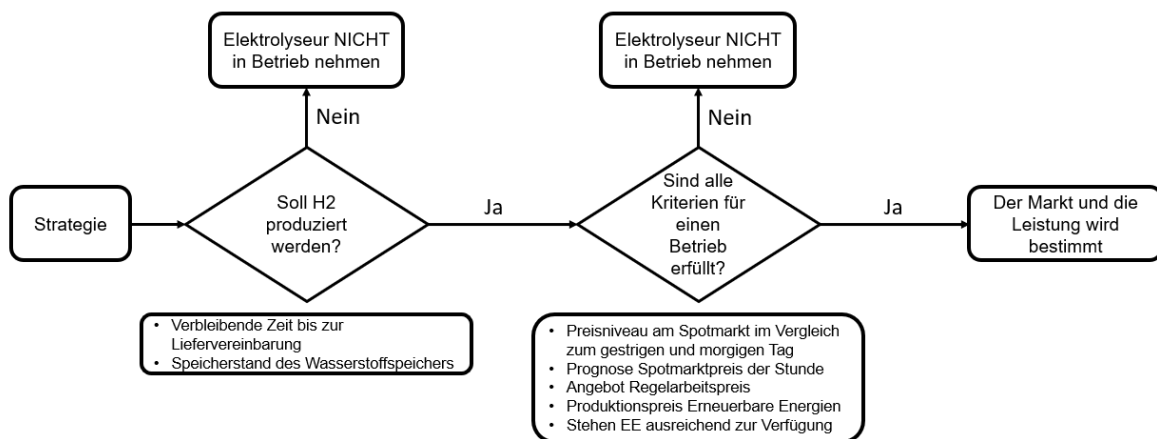 Elektrolyseur NICHT
in Betrieb nehmen
Elektrolyseur NICHT
in Betrieb nehmen
Nein
Nein
Strategie
Soll H2
produziert
werden?
Ja
Sind alle
Kriterien für
einen
Betrieb
erfüllt?
Ja
Der Markt und die
Leistung wird
bestimmt
• Verbleibende Zeit bis zur
Liefervereinbarung
• Speicherstand des Wasserstoffspeichers
• Preisniveau am Spotmarkt im Vergleich
zum gestrigen und morgigen Tag
• Prognose Spotmarktpreis der Stunde
• Angebot Regelarbeitspreis
• Produktionspreis Erneuerbare Energien
• Stehen EE ausreichend zur Verfügung